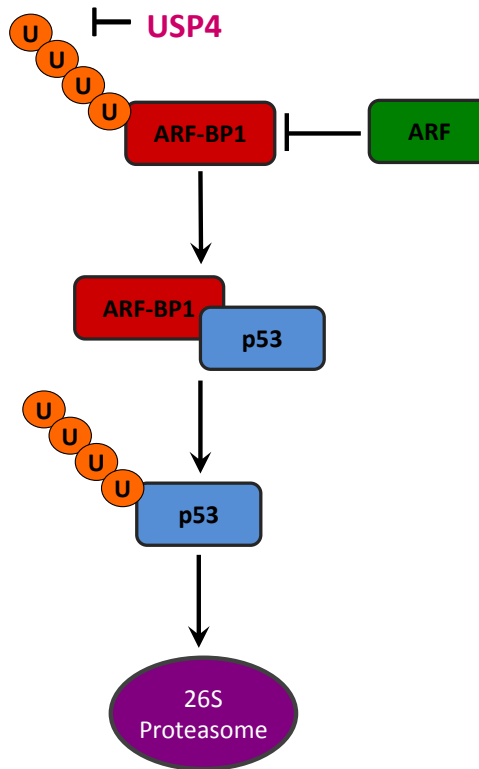 U
USP4
U
U
U
ARF-BP1
ARF
ARF-BP1
p53
U
U
U
U
p53
26S
Proteasome